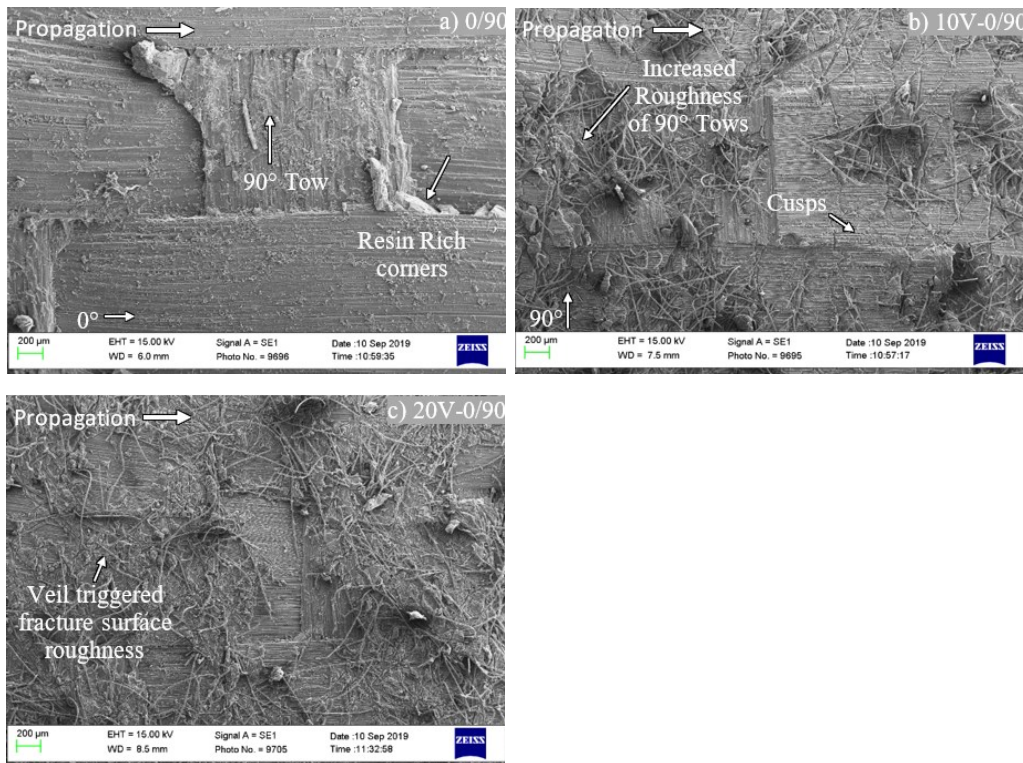 Propagation
a) 0/90
90° Tow
Resin Rich
corners
0°
200 µm
EHT = 15.00 kV
Signal A = SE1
Date :10 Sep 2019
WD = 6.0 mm
Photo No. = 9696
Time :10:59:35
ZEISS
Propagation
b) 10V-0/90
Increased
Roughness
of 90° Tows
Cusps
90°
200 µm
EHT = 15.00 kV
Signal A = SE1
Date :10 Sep 2019
WD = 7.5 mm
Photo No. = 9695
Time :10:57:17
ZEISS
Propagation
c) 20V-0/90
Veil triggered
fracture surface
roughness
200 µm
EHT = 15.00 kV
Signal A = SE1
Date :10 Sep 2019
WD = 8.5 mm
Photo No. = 9705
Time :11:32:58
ZEISS